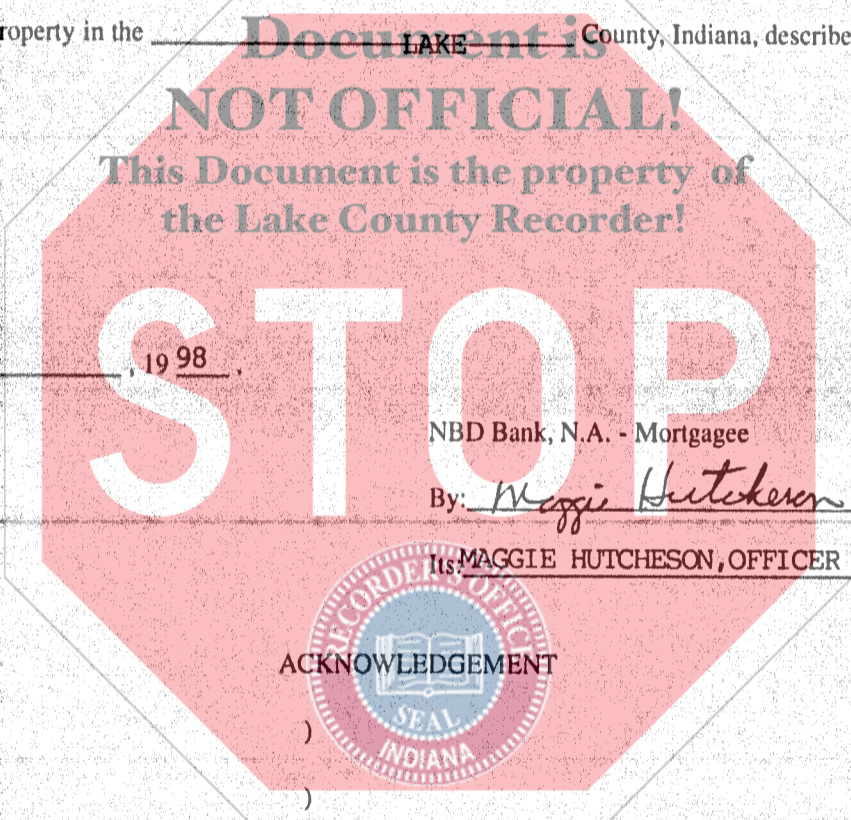 roperty in the LAKE County, Indiana, describe
Document is
NOT OFFICIAL!
This Document is the property of
the Lake County Recorder!
STOP
, 19 98 .
NBD Bank, N.A. - Mortgagee
By: Maggie Hutcheson
Its: MAGGIE HUTCHESON, OFFICER
RECORDER'S OFFICE
ACKNOWLEDGEMENT
SEAL
)
INDIANA
)